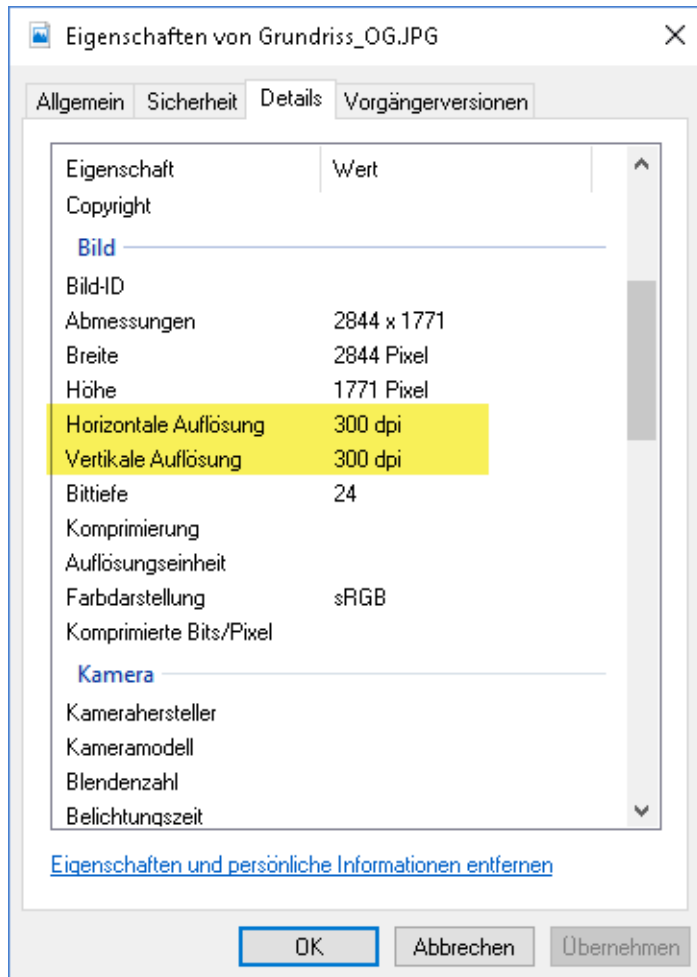 Eigenschaften von Grundriss_OG.JPG
Allgemein Sicherheit Details Vorgängerversionen
Eigenschaft Wert
Copyright
Bild
Bild-ID
Abmessungen 2844 x 1771
Breite 2844 Pixel
Höhe 1771 Pixel
Horizontale Auflösung 300 dpi
Vertikale Auflösung 300 dpi
Bittiefe 24
Komprimierung
Auflösungseinheit
Farbdarstellung sRGB
Komprimierte Bits/Pixel
Kamera
Kamerahersteller
Kameramodell
Blendenzahl
Belichtungszeit
Eigenschaften und persönliche Informationen entfernen
OK Abbrechen Übernehmen